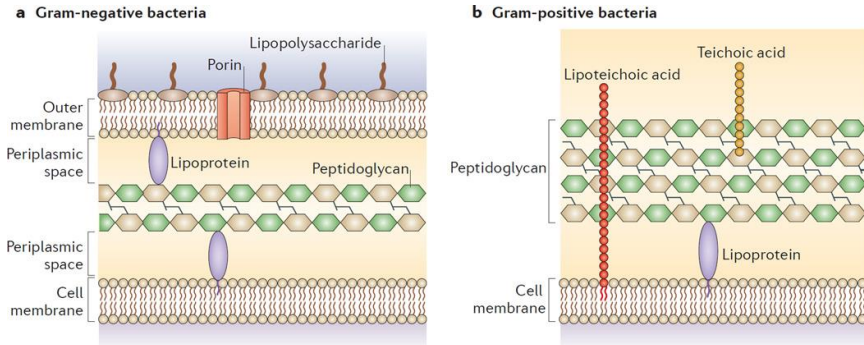 a Gram-negative bacteria
Lipopolysaccharide
Porin
Outer
membrane
Periplasmic
space
Lipoprotein
Peptidoglycan
Periplasmic
space
Cell
membrane
b Gram-positive bacteria
Teichoic acid
Lipoteichoic acid
Peptidoglycan
Lipoprotein
Cell
membrane